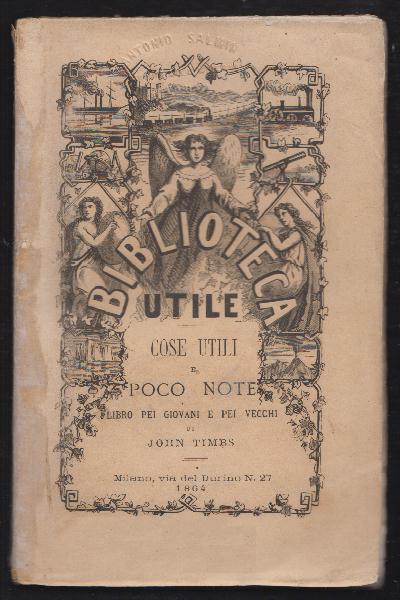 ANTONIO SALMIN
BIBLIOTECA
UTILE
COSE UTILI
E
POCO NOTE
LIBRO PEI GIOVANI E PEI VECCHI
DI
JOHN TIMBS
Milano, via del Durino N. 27
1864